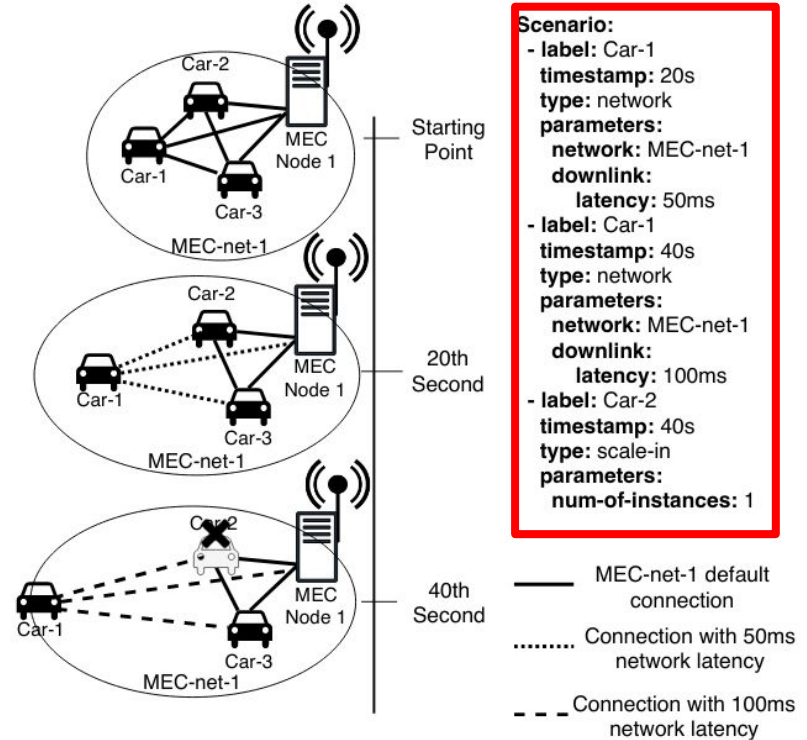 Car-2
Car-1
Car-3
MEC
Node 1
MEC-net-1
Starting
Point
Car-2
Car-1
Car-3
MEC
Node 1
MEC-net-1
20th
Second
Car-2
Car-1
Car-3
MEC
Node 1
MEC-net-1
40th
Second
Scenario:
- label: Car-1
timestamp: 20s
type: network
parameters:
network: MEC-net-1
downlink:
latency: 50ms
- label: Car-1
timestamp: 40s
type: network
parameters:
network: MEC-net-1
downlink:
latency: 100ms
- label: Car-2
timestamp: 40s
type: scale-in
parameters:
num-of-instances: 1
MEC-net-1 default
connection
Connection with 50ms
network latency
Connection with 100ms
network latency